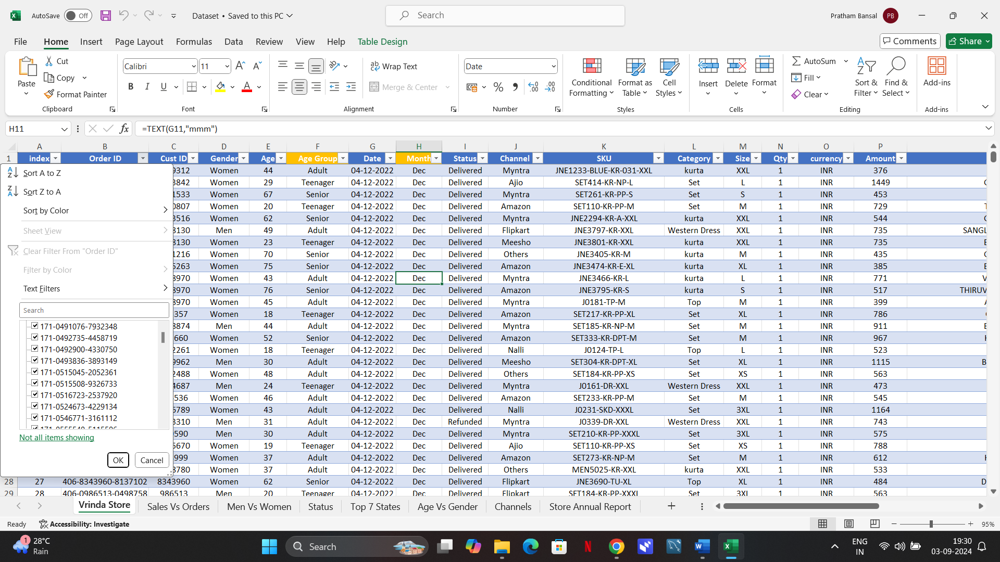 AutoSave Off Dataset • Saved to this PC Search Pratham Bansal PB
File Home Insert Page Layout Formulas Data Review View Help Table Design Comments Share
Paste Cut Copy Format Painter Clipboard
Calibri 11 B I U A Font
Wrap Text Merge & Center Alignment
Date % Number
Conditional Formatting Format as Table Cell Styles Styles
Insert Delete Format Cells
AutoSum Fill Clear Sort & Filter Find & Select Editing
Add-ins Add-ins
H11 fx =TEXT(G11,"mmm")
A B C D E F G H I J K L M N O P
1 index Order ID Cust ID Gender Age Age Group Date Month Status Channel SKU Category Size Qty currency Amount
Sort A to Z
Sort Z to A
Sort by Color
Sheet View
Clear Filter From "Order ID"
Filter by Color
Text Filters
Search
171-0491076-7932348
171-0492735-4458719
171-0492900-4330750
171-0493836-3893149
171-0515045-2052361
171-0515508-9326733
171-0516723-2537920
171-0524673-4229134
171-0546771-3161112
Not all items showing
OK Cancel
9312 Women 44 Adult 04-12-2022 Dec Delivered Myntra JNE1233-BLUE-KR-031-XXL kurta XXL 1 INR 376
3842 Women 29 Teenager 04-12-2022 Dec Delivered Ajio SET414-KR-NP-L Set L 1 INR 1449
1533 Women 67 Senior 04-12-2022 Dec Delivered Myntra SET261-KR-PP-S Set S 1 INR 453
0807 Women 20 Teenager 04-12-2022 Dec Delivered Amazon SET110-KR-PP-M Set M 1 INR 729
3516 Women 62 Senior 04-12-2022 Dec Delivered Myntra JNE2294-KR-A-XXL kurta XXL 1 INR 544
3130 Men 49 Adult 04-12-2022 Dec Delivered Flipkart JNE3797-KR-XXL Western Dress XXL 1 INR 735 SANGL
3130 Women 23 Teenager 04-12-2022 Dec Delivered Meesho JNE3801-KR-XXL kurta XXL 1 INR 735
1216 Women 70 Senior 04-12-2022 Dec Delivered Others JNE3405-KR-M kurta M 1 INR 435
5263 Women 75 Senior 04-12-2022 Dec Delivered Amazon JNE3474-KR-E-XL kurta XL 1 INR 385
3970 Women 43 Adult 04-12-2022 Dec Delivered Myntra JNE3466-KR-L kurta L 1 INR 771
3970 Women 76 Senior 04-12-2022 Dec Delivered Amazon JNE3795-KR-S kurta S 1 INR 517 THIRUV
3970 Women 45 Adult 04-12-2022 Dec Delivered Myntra J0181-TP-M Top M 1 INR 399
357 Women 18 Teenager 04-12-2022 Dec Delivered Amazon SET217-KR-PP-XL Set XL 1 INR 786
3874 Men 44 Adult 04-12-2022 Dec Delivered Myntra SET185-KR-NP-M Set M 1 INR 911
660 Women 52 Senior 04-12-2022 Dec Delivered Amazon SET333-KR-DPT-M Set M 1 INR 967
2261 Women 18 Teenager 04-12-2022 Dec Delivered Nalli J0124-TP-L Top L 1 INR 523
9962 Men 30 Adult 04-12-2022 Dec Delivered Meesho SET304-KR-DPT-XL Set XL 1 INR 1115
2488 Women 48 Adult 04-12-2022 Dec Delivered Others SET184-KR-PP-XS Set XS 1 INR 563
4687 Men 24 Teenager 04-12-2022 Dec Delivered Myntra J0161-DR-XXL Western Dress XXL 1 INR 473
536 Women 46 Adult 04-12-2022 Dec Delivered Amazon SET233-KR-PP-M Set M 1 INR 545
6789 Women 43 Adult 04-12-2022 Dec Delivered Nalli J0231-SKD-XXXL Set 3XL 1 INR 1164
3310 Men 31 Adult 04-12-2022 Dec Refunded Myntra J0339-DR-XXL Western Dress XXL 1 INR 743
590 Men 30 Adult 04-12-2022 Dec Delivered Myntra SET210-KR-PP-XXXL Set 3XL 1 INR 575
6670 Women 19 Teenager 04-12-2022 Dec Delivered Ajio SET110-KR-PP-XS Set XS 1 INR 788
999 Women 37 Adult 04-12-2022 Dec Delivered Amazon SET273-KR-NP-M Set M 1 INR 612
3780 Women 37 Adult 04-12-2022 Dec Delivered Others MEN5025-KR-XXL kurta XXL 1 INR 533
28 27 406-8343960-8137102 8343960 Women 62 Senior 04-12-2022 Dec Delivered Flipkart JNE3690-TU-XL Top XL 1 INR 484
29 28 406-0986513-0498758 986513 Men 20 Teenager 04-12-2022 Dec Delivered Flipkart SET184-KR-PP-XXXL Set 3XL 1 INR 563
Vrinda Store Sales Vs Orders Men Vs Women Status Top 7 States Age Vs Gender Channels Store Annual Report
Ready Accessibility: Investigate 95%
1 28°C Rain Search ENG IN 19:30 03-09-2024